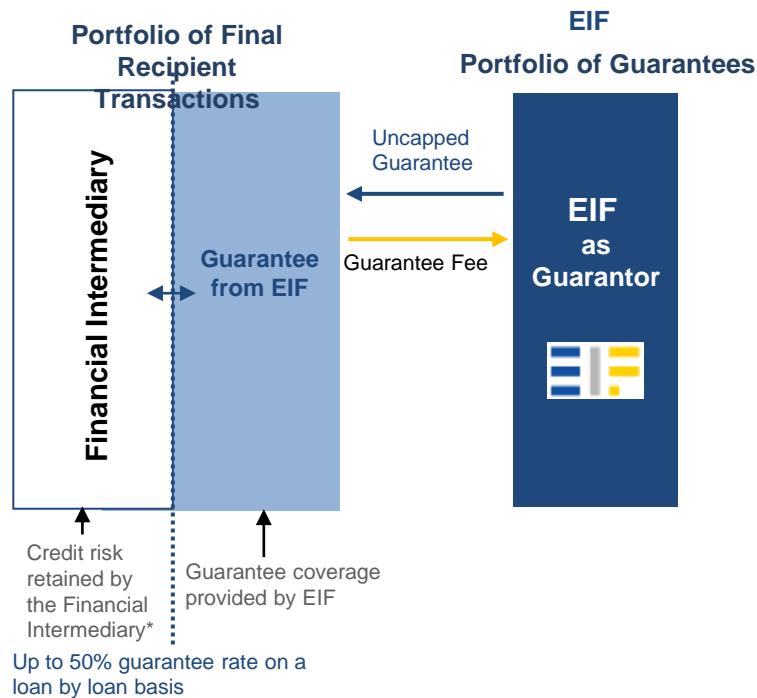 Portfolio of Final
Recipient
Transactions
EIF
Portfolio of Guarantees
Financial Intermediary
Guarantee
from EIF
Uncapped
Guarantee
Guarantee Fee
EIF
as
Guarantor
EIF
Credit risk
retained by
the Financial
Intermediary*
Guarantee coverage
provided by EIF
Up to 50% guarantee rate on a
loan by loan basis